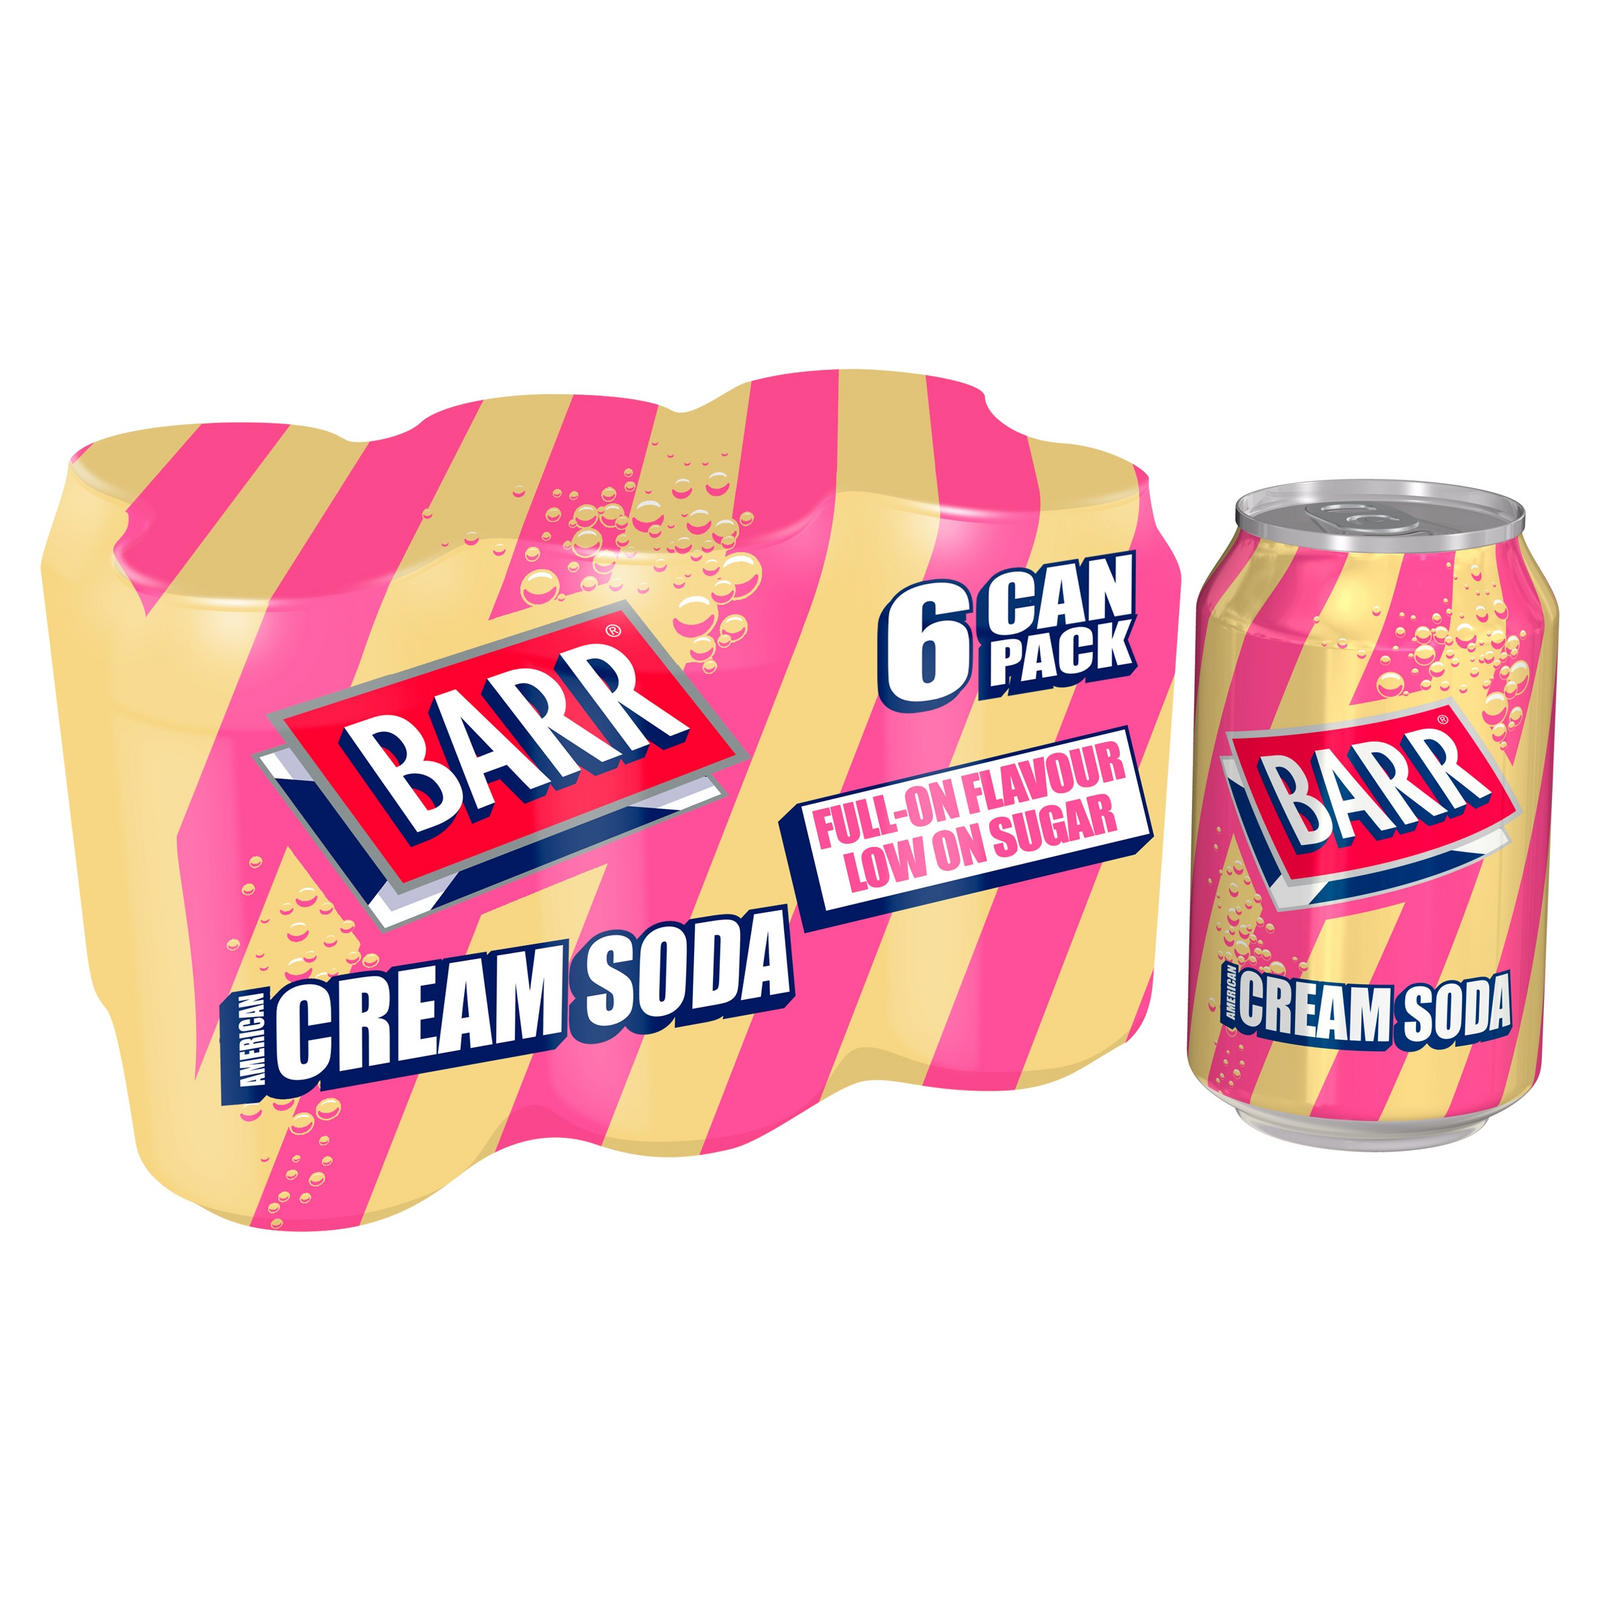 BARR®
AMERICAN
CREAM SODA
6 CAN
PACK
FULL-ON FLAVOUR
LOW ON SUGAR
BARR®
AMERICAN
CREAM SODA